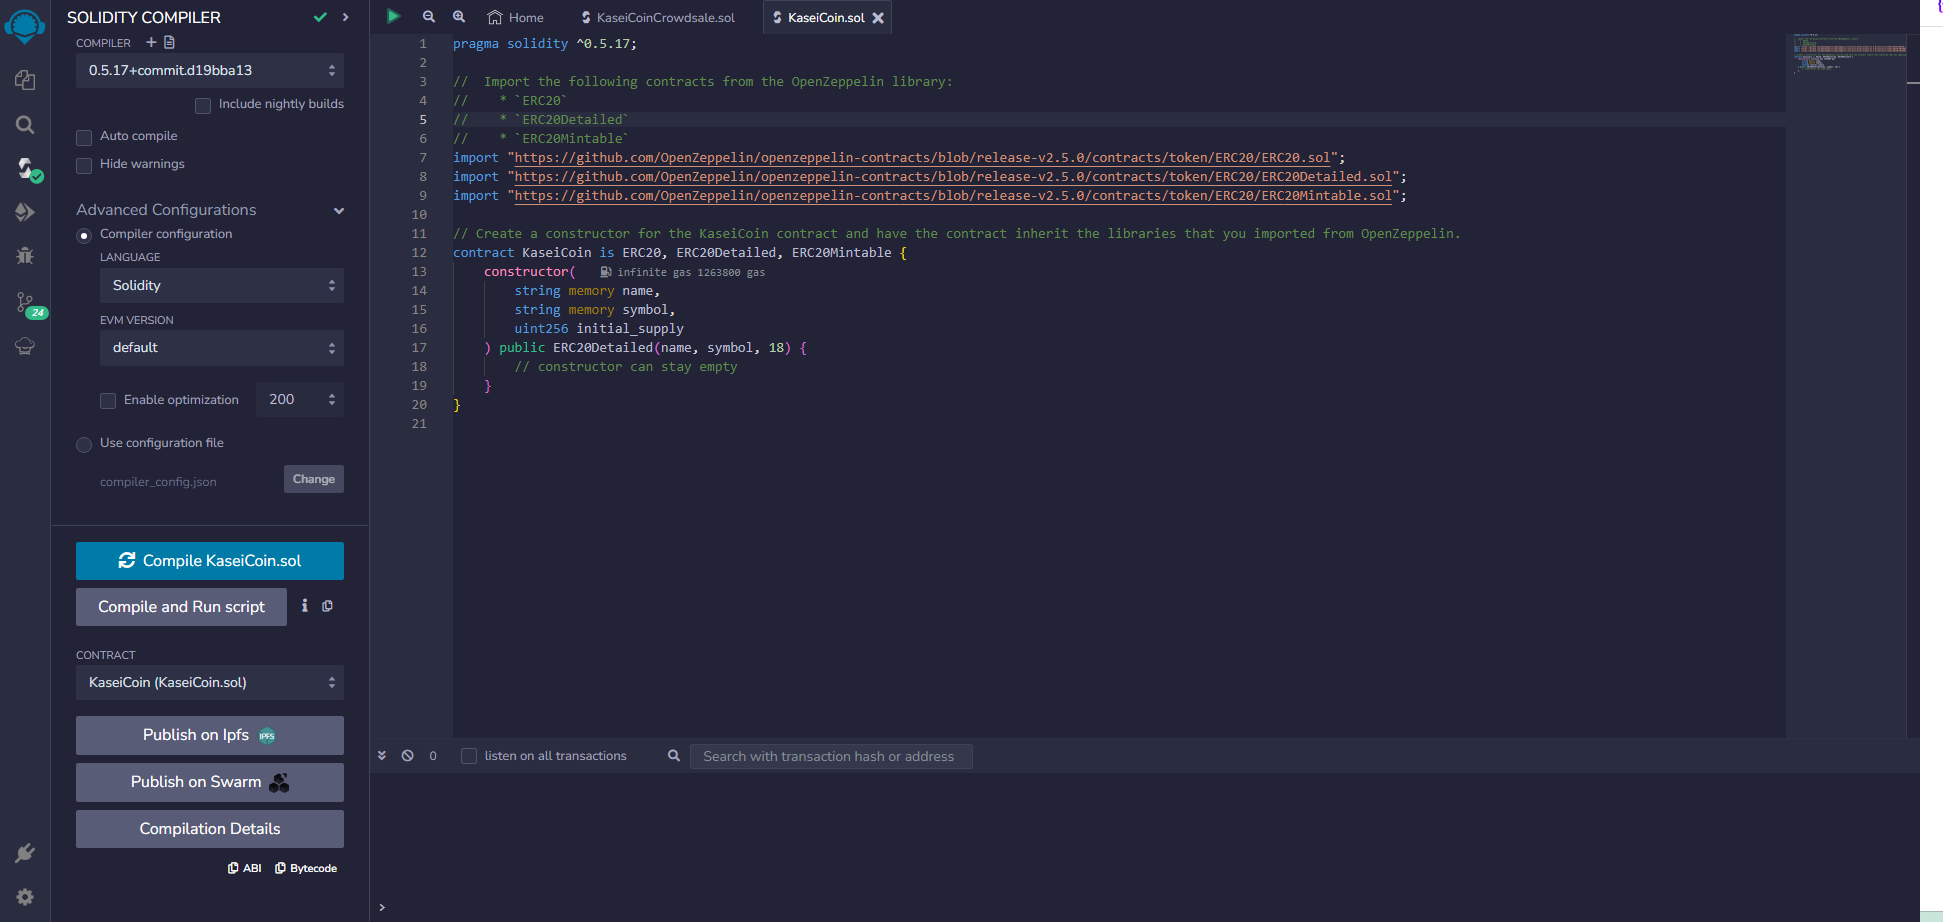 SOLIDITY COMPILER
COMPILER
0.5.17+commit.d19bba13
Include nightly builds
Auto compile
Hide warnings
Advanced Configurations
Compiler configuration
LANGUAGE
Solidity
EVM VERSION
default
Enable optimization 200
Use configuration file
compiler_config.json Change
Compile KaseiCoin.sol
Compile and Run script
CONTRACT
KaseiCoin (KaseiCoin.sol)
Publish on Ipfs IPFS
Publish on Swarm
Compilation Details
ABI Bytecode
24
Home KaseiCoinCrowdsale.sol KaseiCoin.sol
1 pragma solidity ^0.5.17;
2
3 //  Import the following contracts from the OpenZeppelin library:
4 //    * `ERC20`
5 //    * `ERC20Detailed`
6 //    * `ERC20Mintable`
7 import "https://github.com/OpenZeppelin/openzeppelin-contracts/blob/release-v2.5.0/contracts/token/ERC20/ERC20.sol";
8 import "https://github.com/OpenZeppelin/openzeppelin-contracts/blob/release-v2.5.0/contracts/token/ERC20/ERC20Detailed.sol";
9 import "https://github.com/OpenZeppelin/openzeppelin-contracts/blob/release-v2.5.0/contracts/token/ERC20/ERC20Mintable.sol";
10
11 // Create a constructor for the KaseiCoin contract and have the contract inherit the libraries that you imported from OpenZeppelin.
12 contract KaseiCoin is ERC20, ERC20Detailed, ERC20Mintable {
13     constructor( infinite gas 1263800 gas
14         string memory name,
15         string memory symbol,
16         uint256 initial_supply
17     ) public ERC20Detailed(name, symbol, 18) {
18         // constructor can stay empty
19     }
20 }
21
0 listen on all transactions Search with transaction hash or address
>